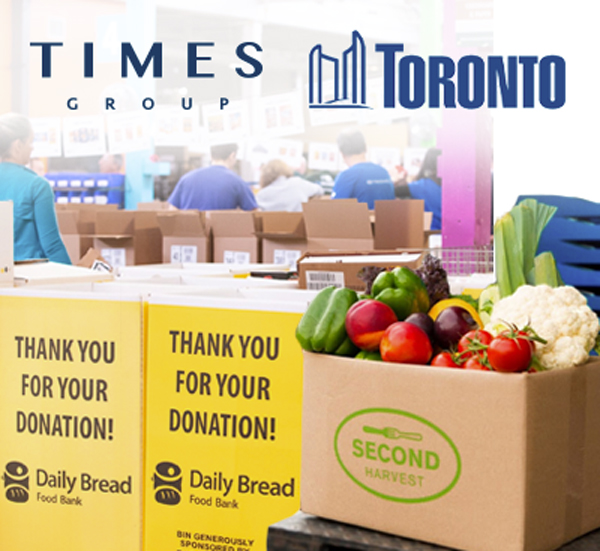 TIMES
GROUP
TORONTO
THANK YOU
FOR YOUR
DONATION!
Daily Bread
Food Bank
THANK YOU
FOR YOUR
DONATION!
Daily Bread
Food Bank
BIN GENEROUSLY
SPONSORED BY
SECOND
HARVEST